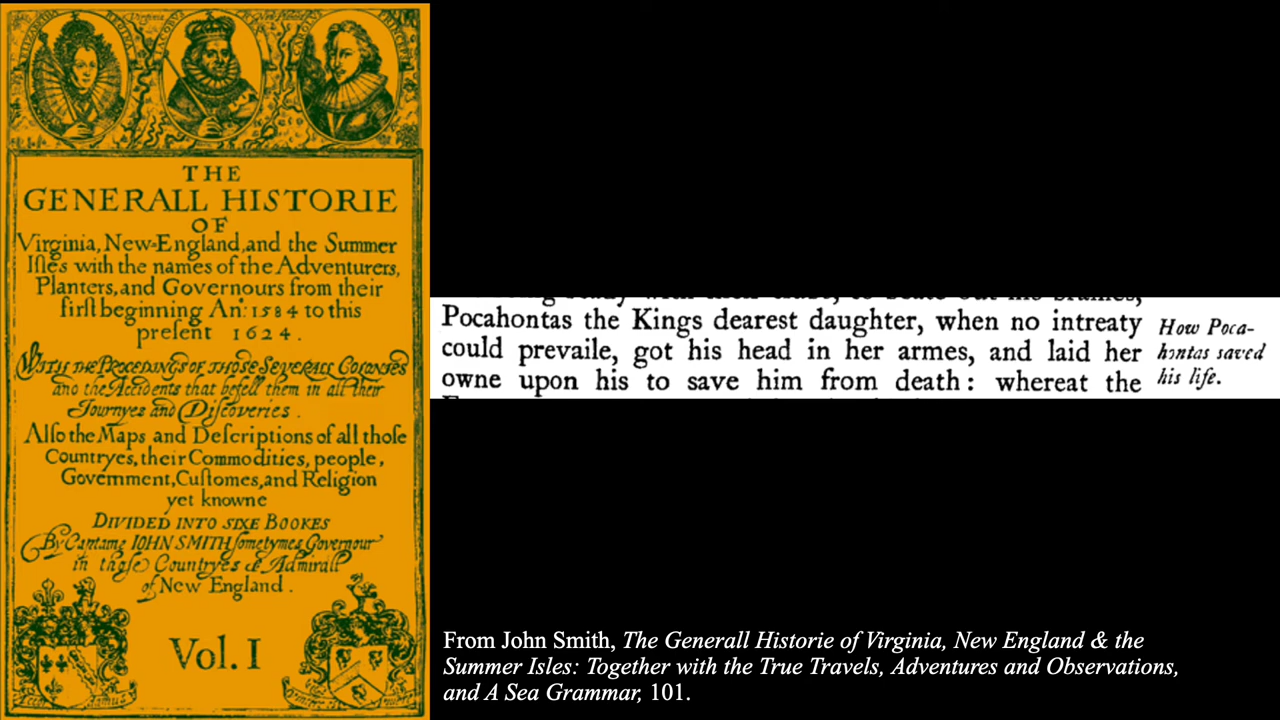 THE
GENERALL HISTORIE
OF
Virginia, New-England, and the Summer
Isles with the names of the Adventurers,
Planters, and Governours from their
first beginning An: 1584 to this
present 1624.
WITH THE PROCEDINGS OF THOSE SEVERALL COLONIES
and the Accidents that befell them in all their
Journyes and Discoveries.
Also the Maps and Descriptions of all those
Countryes, their Commodities, people,
Government, Customes, and Religion
yet knowne
DIVIDED INTO SIXE BOOKES
By Captaine IOHN SMITH sometymes Governour
in those Countryes & Admirall
of New England.
Vol. I
Pocahontas the Kings dearest daughter, when no intreaty
could prevaile, got his head in her armes, and laid her
owne upon his to save him from death: whereat the
How Poca-
hontas saved
his life.
From John Smith, The Generall Historie of Virginia, New England & the
Summer Isles: Together with the True Travels, Adventures and Observations,
and A Sea Grammar, 101.